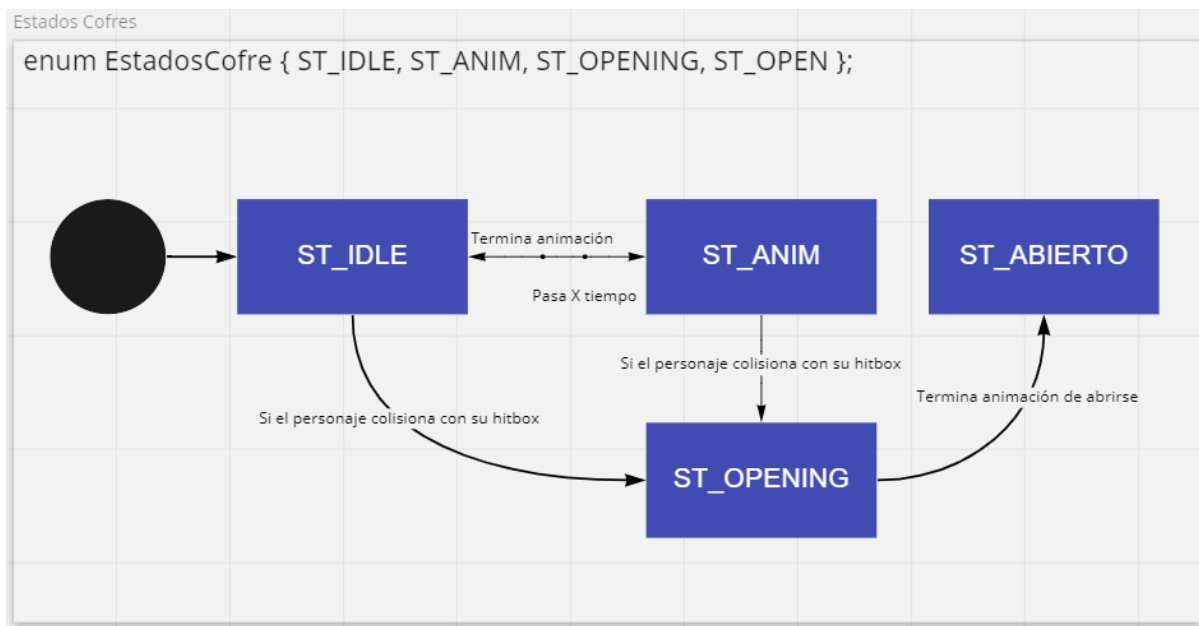 Estados Cofres
enum EstadosCofre { ST_IDLE, ST_ANIM, ST_OPENING, ST_OPEN };
ST_IDLE
Termina animación
Pasa X tiempo
ST_ANIM
ST_ABIERTO
Si el personaje colisiona con su hitbox
Termina animación de abrirse
Si el personaje colisiona con su hitbox
ST_OPENING